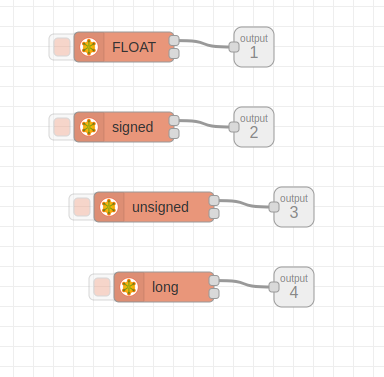 FLOAT
output
1
signed
output
2
unsigned
output
3
long
output
4